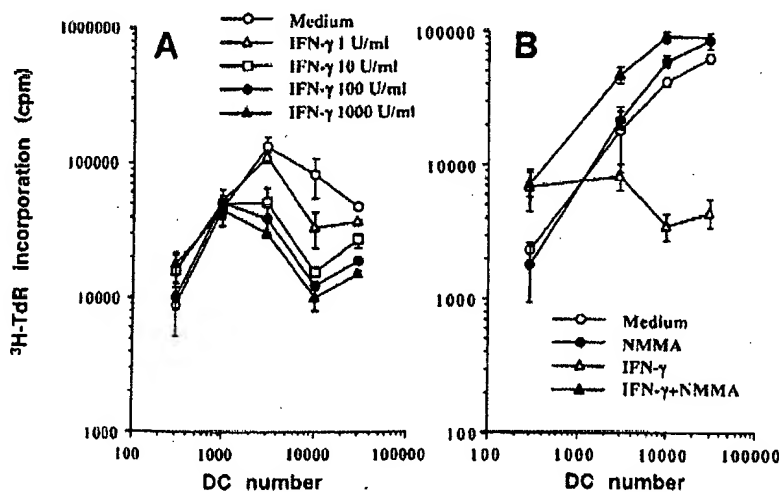 A
Medium
IFN-γ 1 U/ml
IFN-γ 10 U/ml
IFN-γ 100 U/ml
IFN-γ 1000 U/ml
³H-TdR incorporation (cpm)
1000000
100000
10000
1000
100
1000
10000
100000
DC number
B
100000
10000
1000
100
Medium
NMMA
IFN-γ
IFN-γ+NMMA
100
1000
10000
100000
DC number